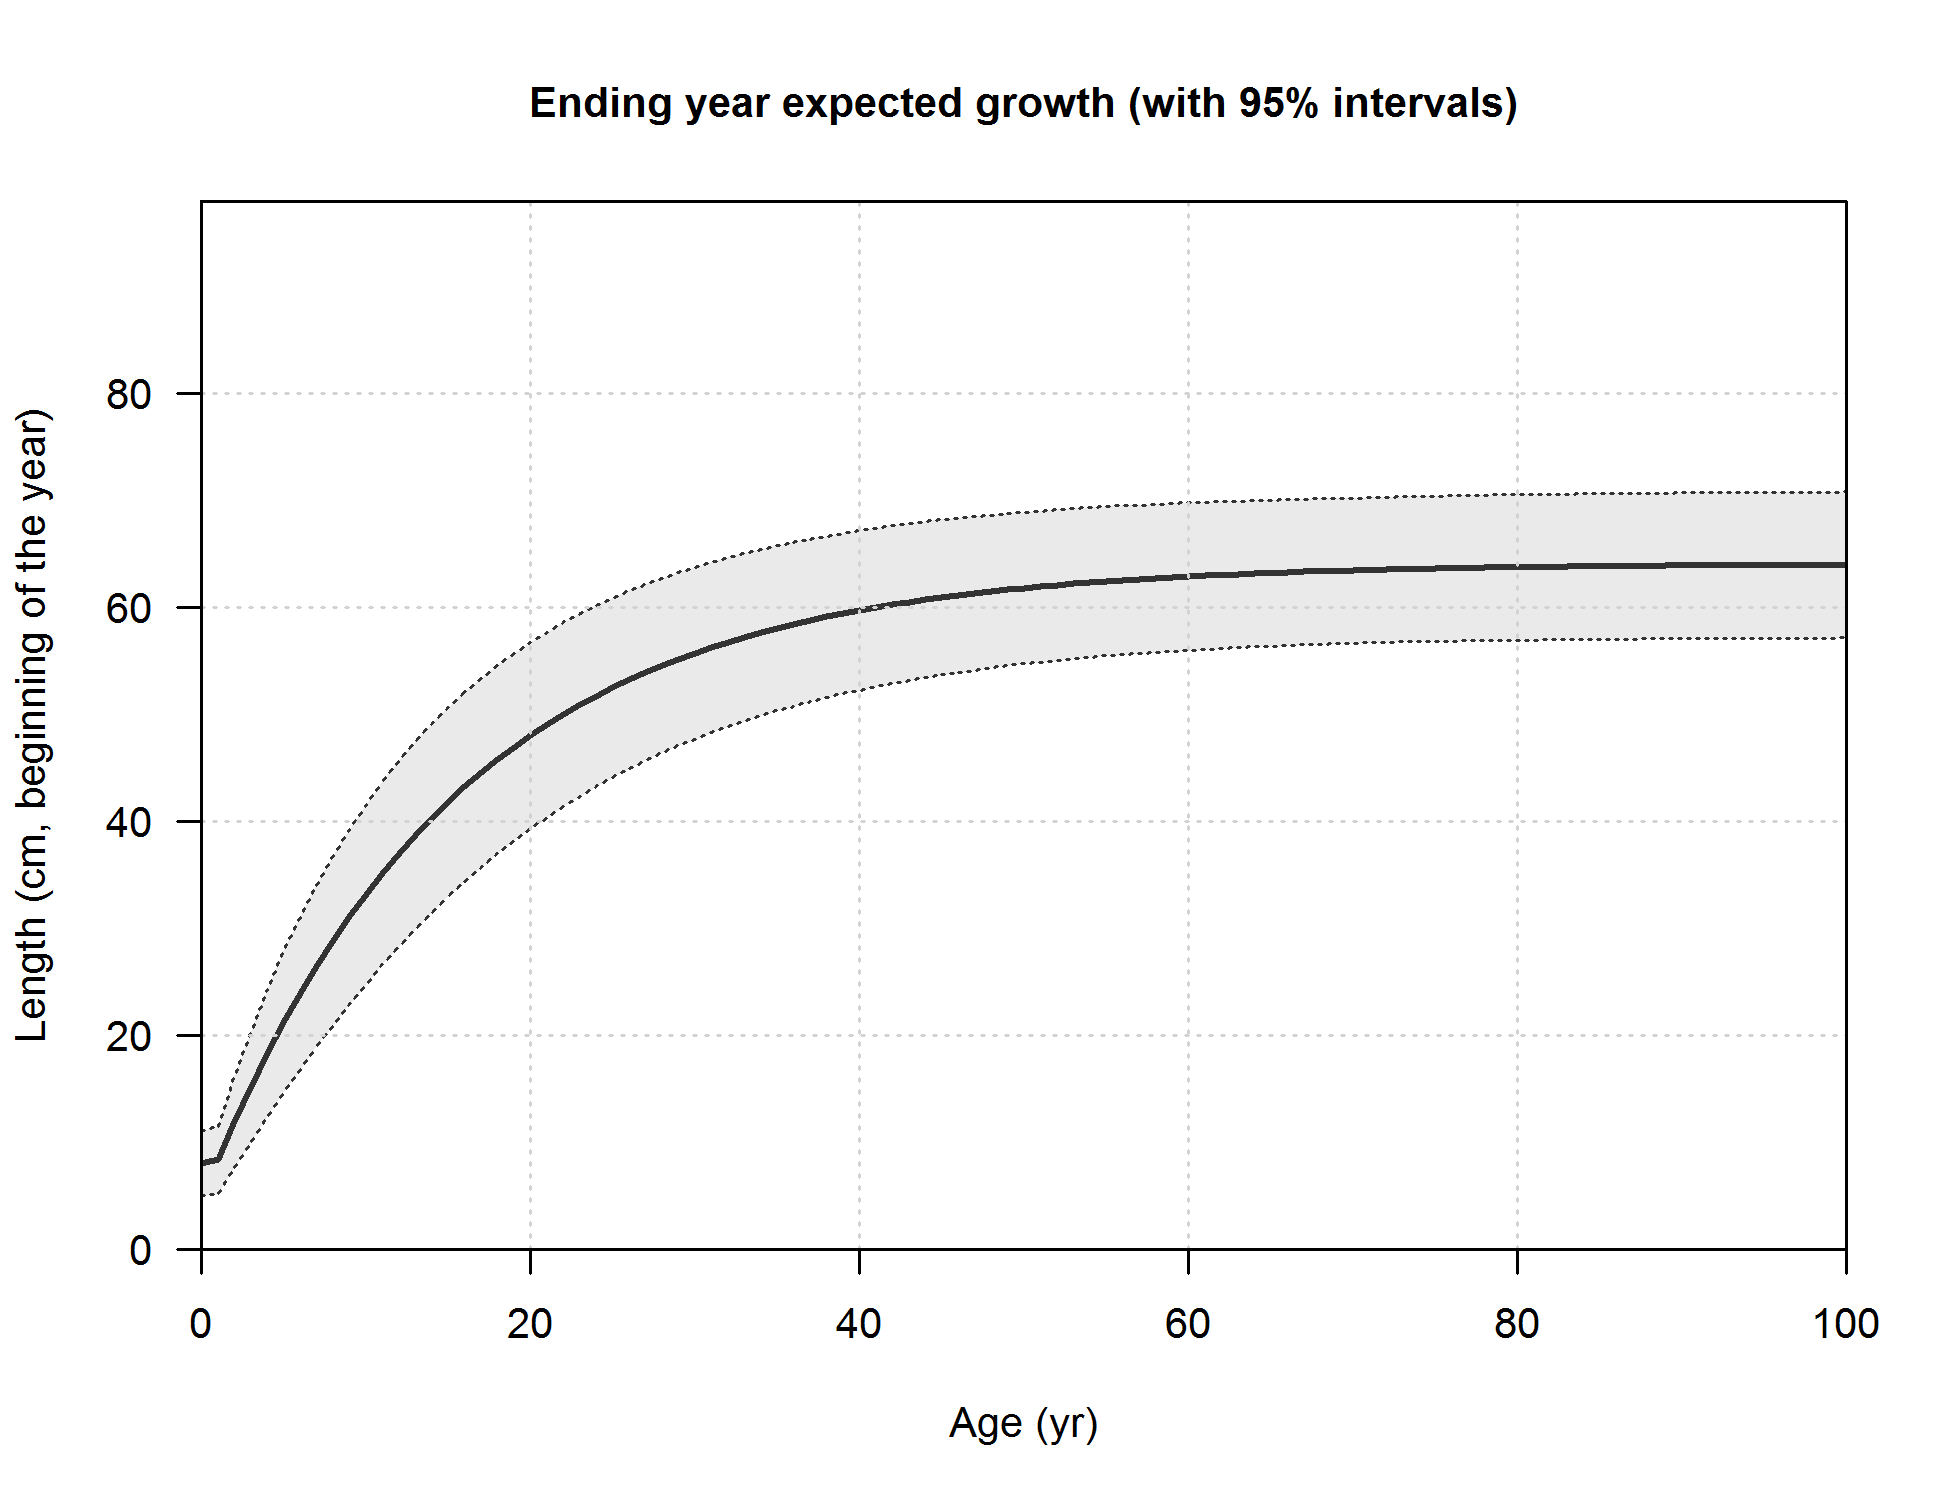 Ending year expected growth (with 95% intervals)
Length (cm, beginning of the year)
80
60
40
20
0
0 20 40 60 80 100
Age (yr)